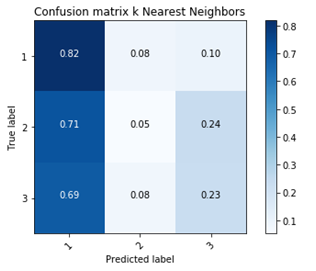 Confusion matrix k Nearest Neighbors
1 0.82 0.08 0.10
2 0.71 0.05 0.24
3 0.69 0.08 0.23
1 2 3
True label
Predicted label
0.8
0.7
0.6
0.5
0.4
0.3
0.2
0.1